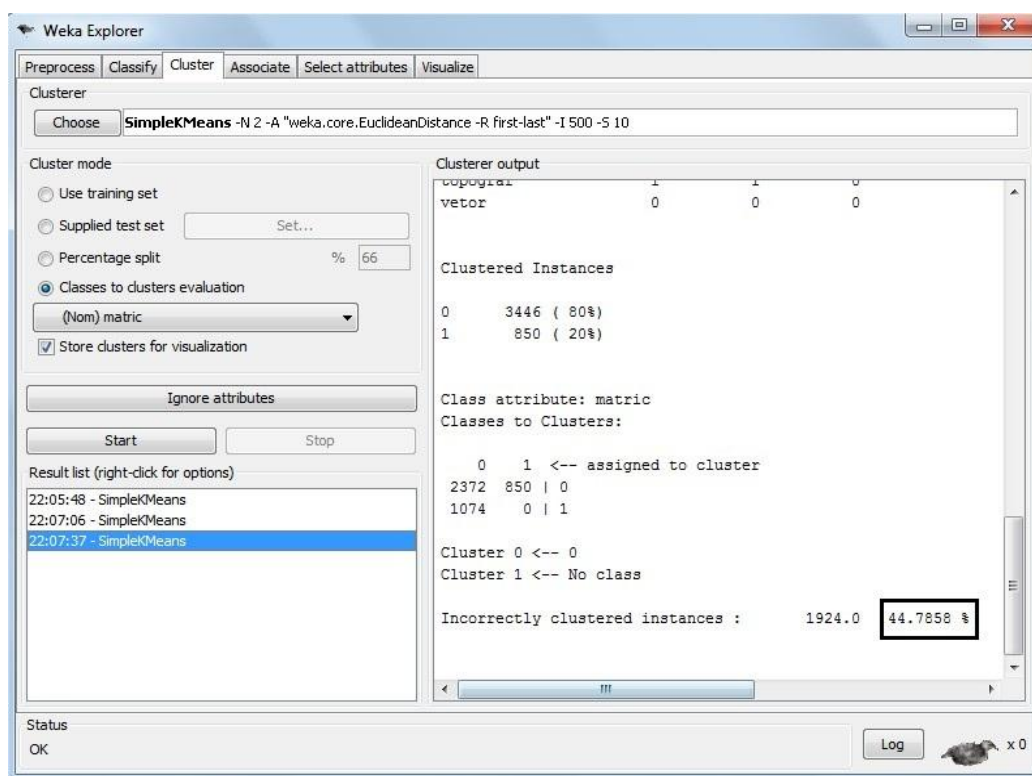 Weka Explorer
Preprocess Classify Cluster Associate Select attributes Visualize
Clusterer
Choose SimpleKMeans -N 2 -A "weka.core.EuclideanDistance -R first-last" -I 500 -S 10
Cluster mode
Use training set
Supplied test set Set...
Percentage split % 66
Classes to clusters evaluation
(Nom) matric
Store clusters for visualization
Ignore attributes
Start Stop
Result list (right-click for options)
22:05:48 - SimpleKMeans
22:07:06 - SimpleKMeans
22:07:37 - SimpleKMeans
Clusterer output
topograf 1 1 0
vetor 0 0 0
Clustered Instances
0 3446 ( 80%)
1 850 ( 20%)
Class attribute: matric
Classes to Clusters:
0 1 <-- assigned to cluster
2372 850 | 0
1074 0 | 1
Cluster 0 <-- 0
Cluster 1 <-- No class
Incorrectly clustered instances : 1924.0 44.7858 %
Status
OK
Log x 0